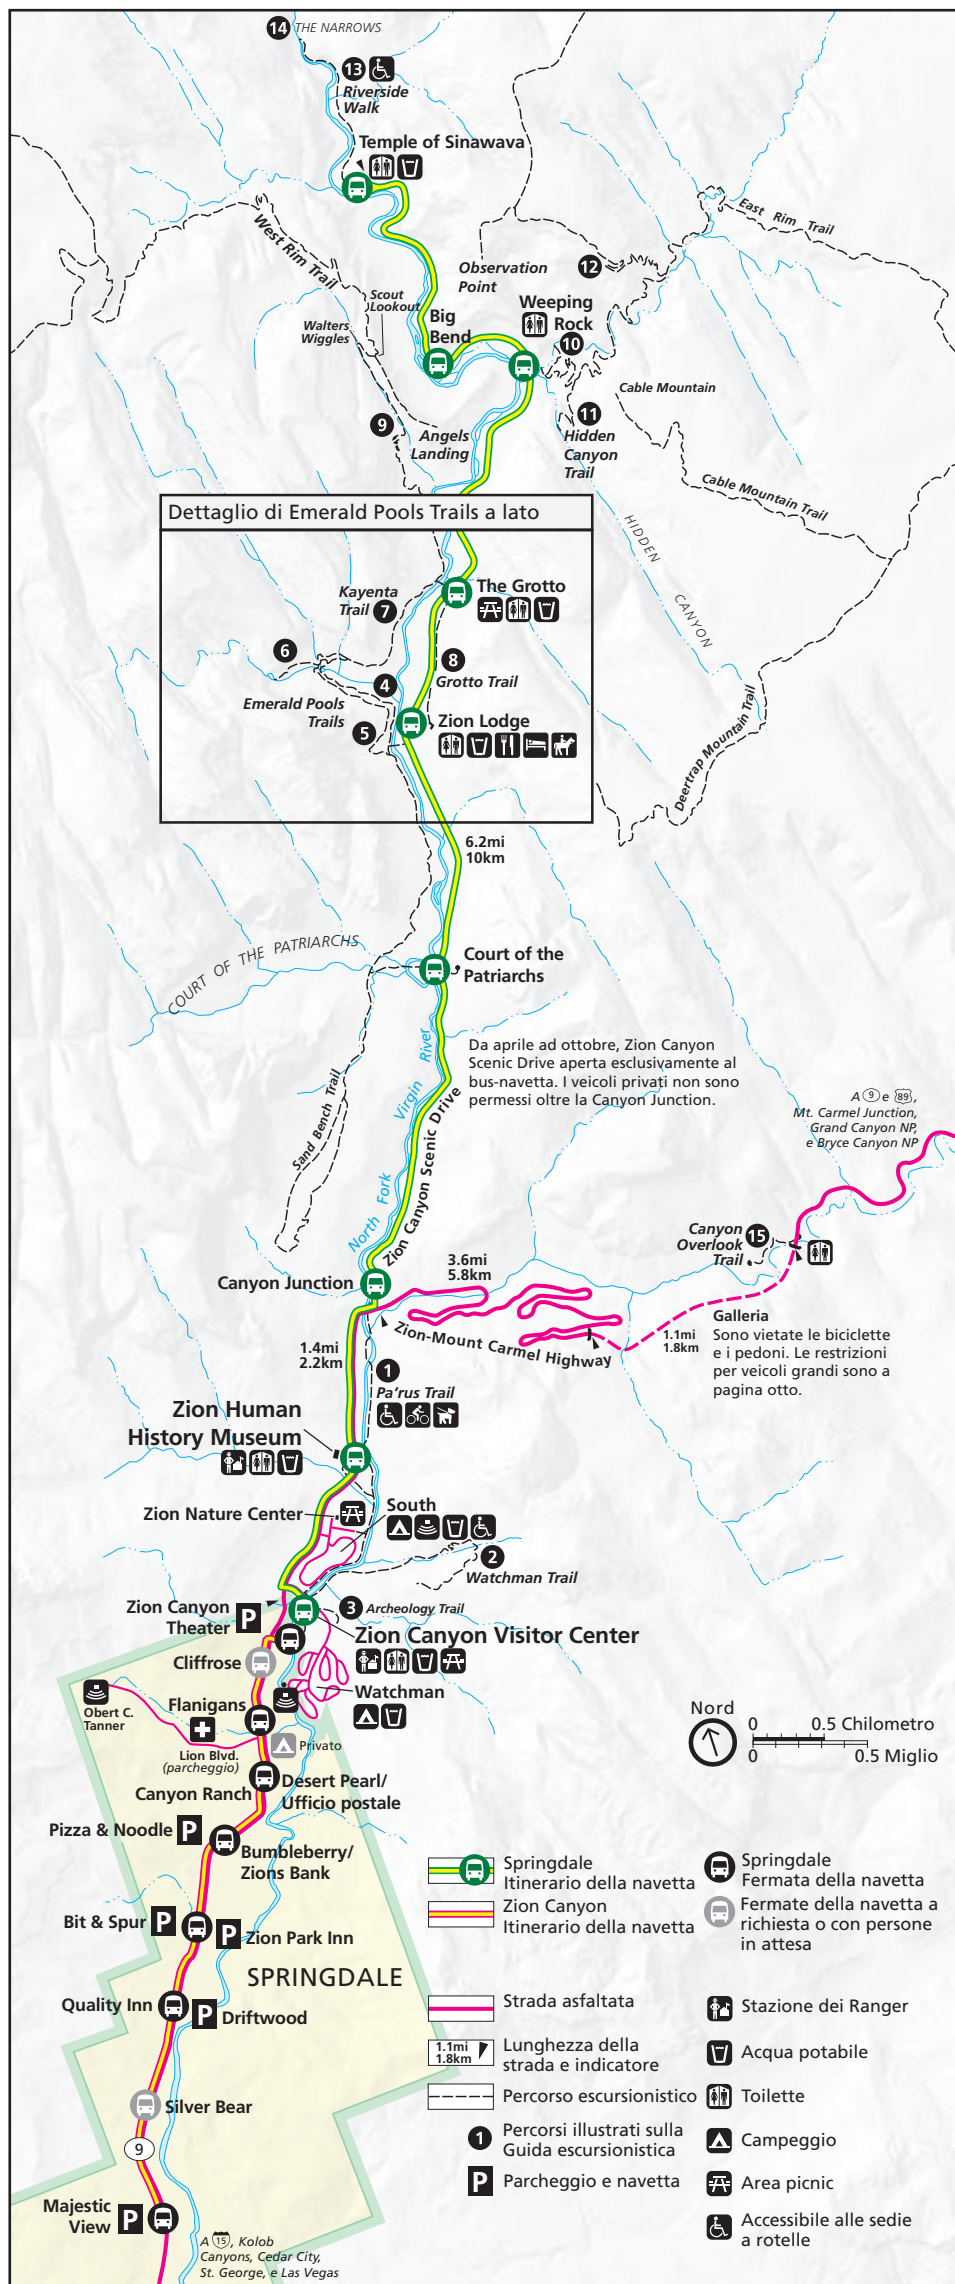 14 THE NARROWS
13
Riverside
Walk
Temple of Sinawava
West Rim Trail
East Rim Trail
Observation
Point
12
Scout
Lookout
Walters
Wiggles
Big
Bend
Weeping
Rock
10
Cable Mountain
9
Angels
Landing
11
Hidden
Canyon
Trail
Cable Mountain Trail
HIDDEN
CANYON
Dettaglio di Emerald Pools Trails a lato
Kayenta
Trail 7
The Grotto
6
8
Grotto Trail
4
Emerald Pools
Trails
5
Zion Lodge
Deertrap Mountain Trail
6.2mi
10km
COURT OF THE PATRIARCHS
Court of the
Patriarchs
Da aprile ad ottobre, Zion Canyon
Scenic Drive aperta esclusivamente al
bus-navetta. I veicoli privati non sono
permessi oltre la Canyon Junction.
North Fork Virgin River
Zion Canyon Scenic Drive
Sand Bench Trail
A 9 e 89,
Mt. Carmel Junction,
Grand Canyon NP,
e Bryce Canyon NP
Canyon
Overlook
Trail
15
Canyon Junction
3.6mi
5.8km
Zion-Mount Carmel Highway
1.1mi
1.8km
Galleria
Sono vietate le biciclette
e i pedoni. Le restrizioni
per veicoli grandi sono a
pagina otto.
1.4mi
2.2km
1
Pa'rus Trail
Zion Human
History Museum
Zion Nature Center
South
2
Watchman Trail
3 Archeology Trail
Zion Canyon
Theater
P
Zion Canyon Visitor Center
Cliffrose
Watchman
Obert C.
Tanner
Flanigans
Lion Blvd.
(parcheggio)
Privato
Canyon Ranch
Desert Pearl/
Ufficio postale
Pizza & Noodle P
Bumbleberry/
Zions Bank
Bit & Spur P
P Zion Park Inn
SPRINGDALE
Quality Inn
P Driftwood
Silver Bear
9
Majestic
View
P
A 15, Kolob
Canyons, Cedar City,
St. George, e Las Vegas
Nord
0 0.5 Chilometro
0 0.5 Miglio
Springdale
Itinerario della navetta
Zion Canyon
Itinerario della navetta
Springdale
Fermata della navetta
Fermate della navetta a
richiesta o con persone
in attesa
Strada asfaltata
1.1mi
1.8km
Lunghezza della
strada e indicatore
Percorso escursionistico
1
Percorsi illustrati sulla
Guida escursionistica
P Parcheggio e navetta
Stazione dei Ranger
Acqua potabile
Toilette
Campeggio
Area picnic
Accessibile alle sedie
a rotelle